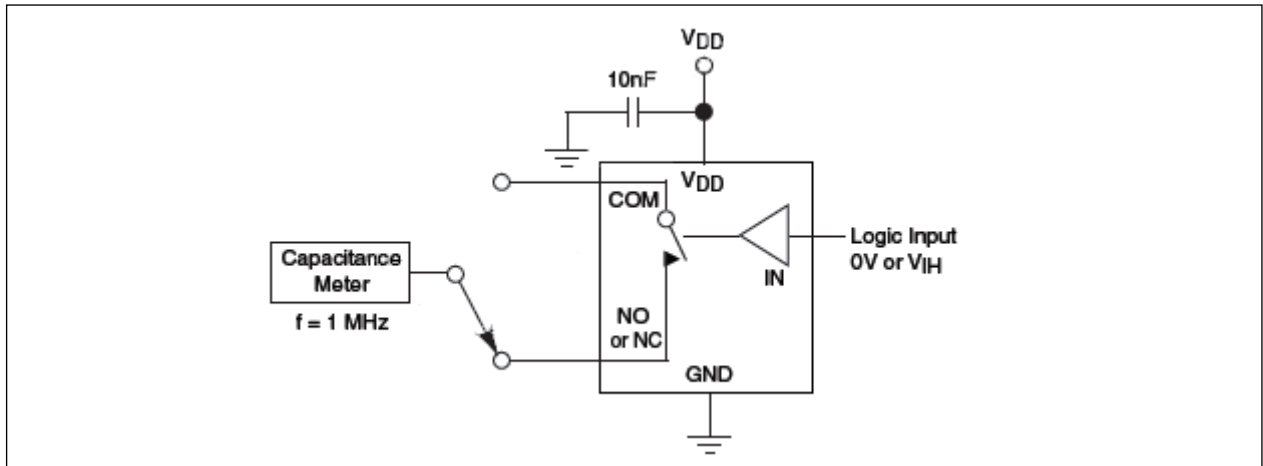 VDD
10nF
VDD
COM
Logic Input
0V or VIH
IN
Capacitance
Meter
f = 1 MHz
NO
or NC
GND